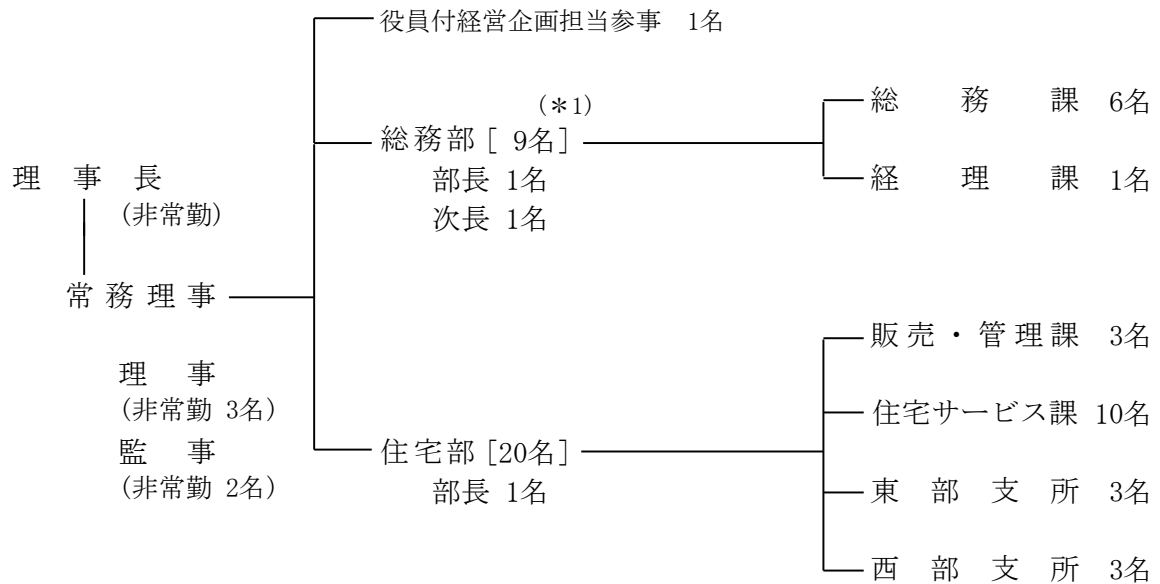 役員付経営企画担当参事 1名
(＊1)
総務部［ 9名］
部長 1名
次長 1名
総務課 6名
経理課 1名
理事長
(非常勤)
常務理事
理事
(非常勤 3名)
監事
(非常勤 2名)
住宅部［20名］
部長 1名
販売・管理課 3名
住宅サービス課 10名
東部支所 3名
西部支所 3名